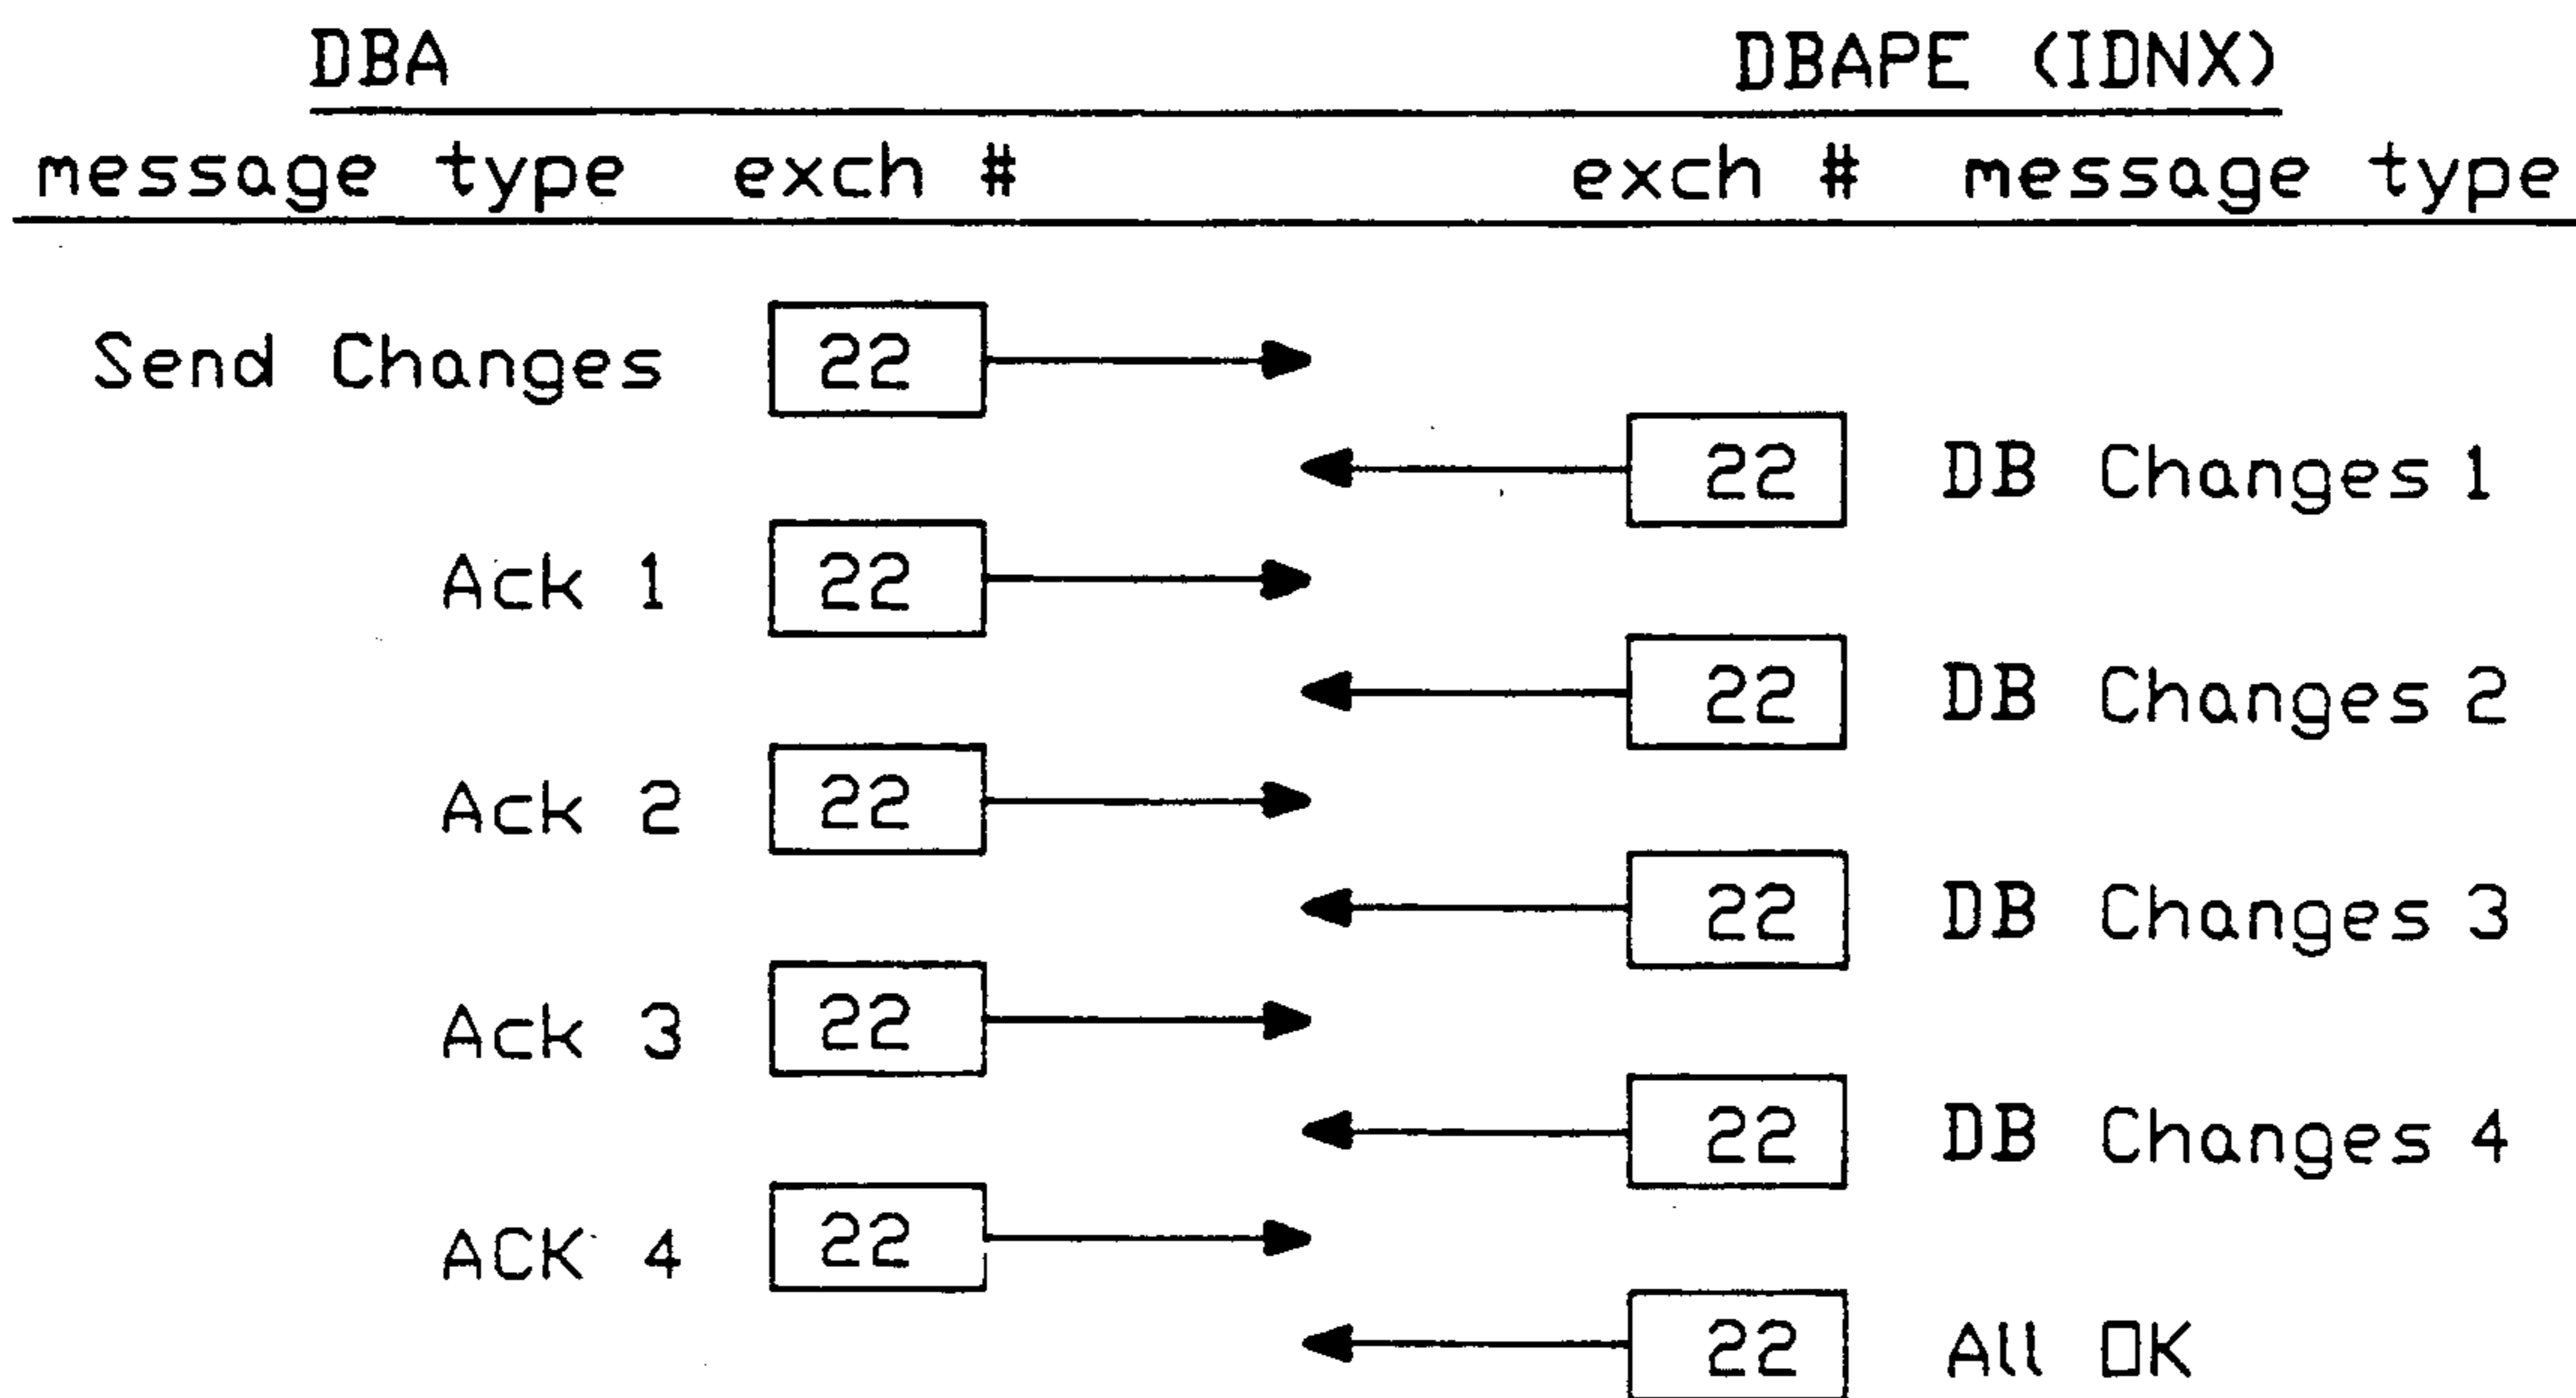 DBA DBAPE (IDNX)
message type exch # exch # message type
Send Changes 22
22 DB Changes 1
Ack 1 22
22 DB Changes 2
Ack 2 22
22 DB Changes 3
Ack 3 22
22 DB Changes 4
ACK 4 22
22 All OK